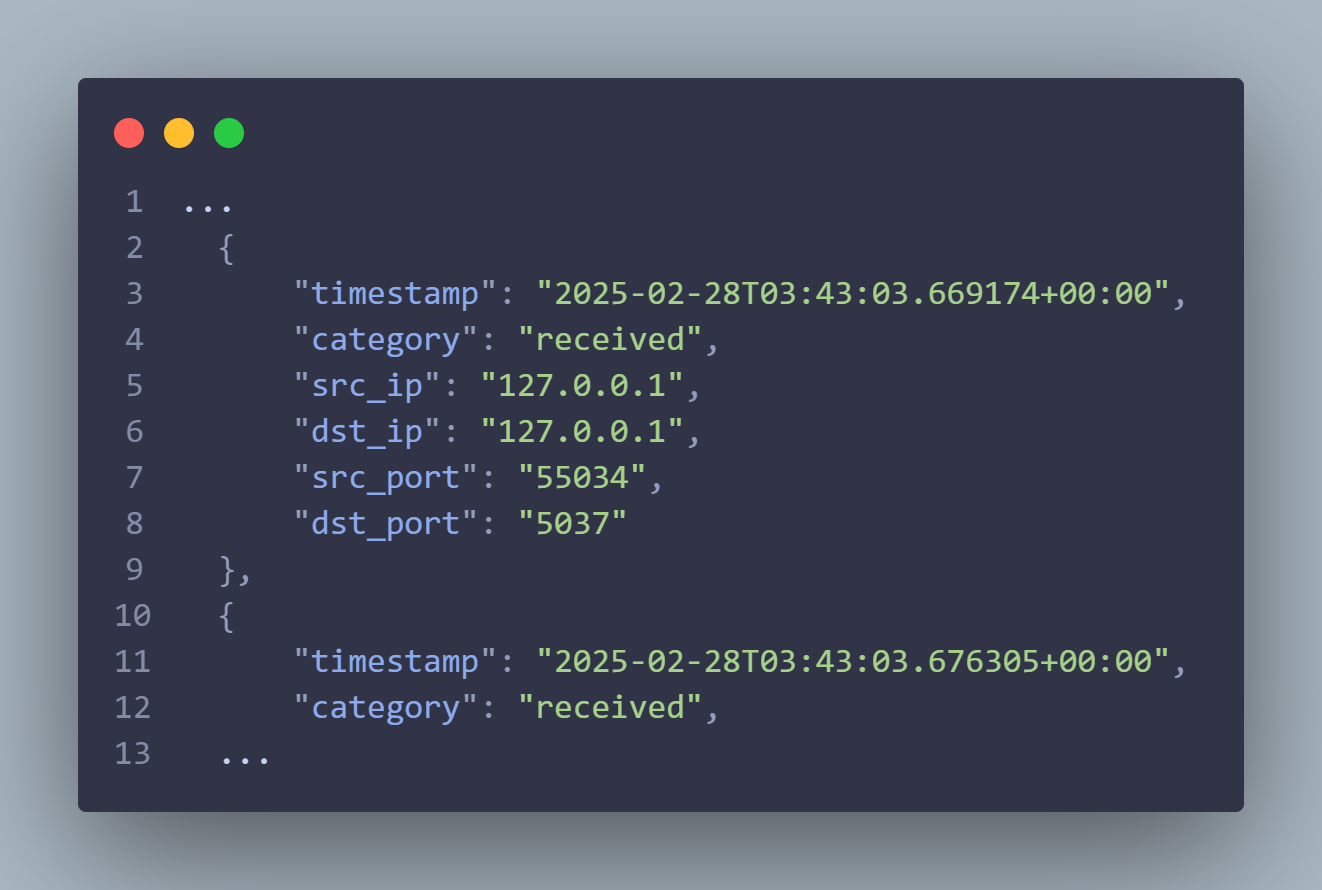 1 ...
2 {
3 "timestamp": "2025-02-28T03:43:03.669174+00:00",
4 "category": "received",
5 "src_ip": "127.0.0.1",
6 "dst_ip": "127.0.0.1",
7 "src_port": "55034",
8 "dst_port": "5037"
9 },
10 {
11 "timestamp": "2025-02-28T03:43:03.676305+00:00",
12 "category": "received",
13 ...